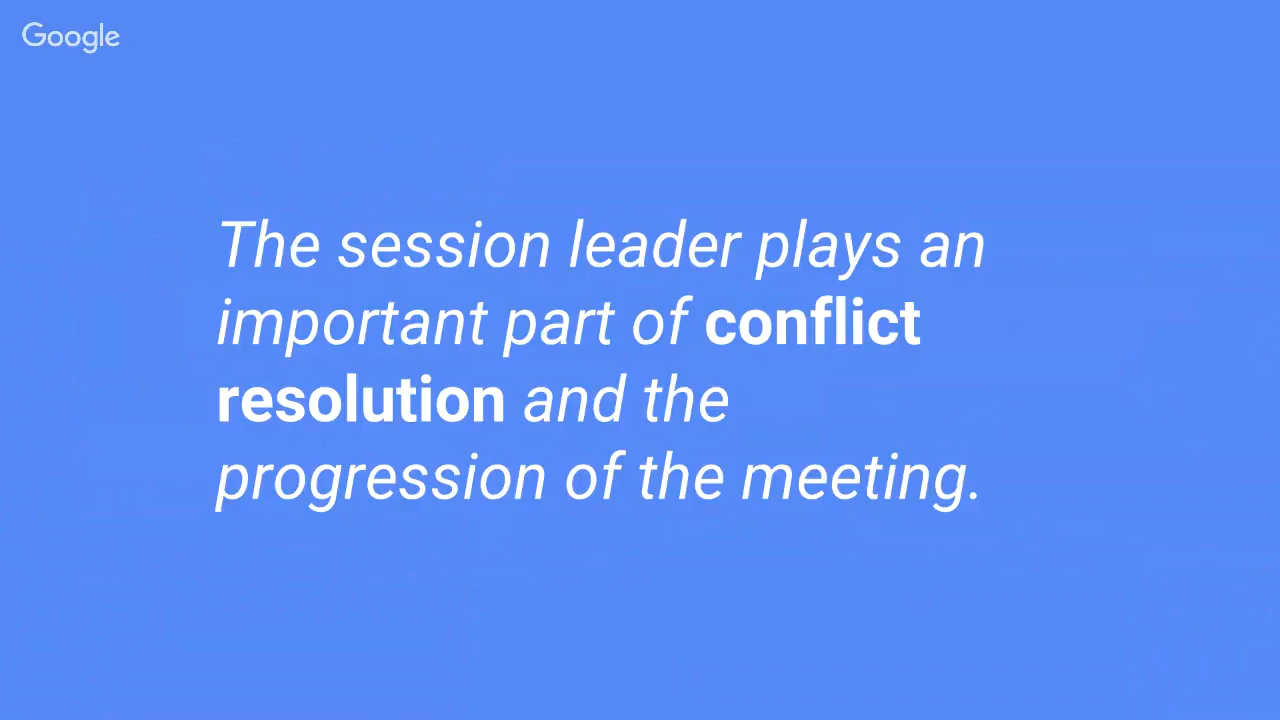 Google
The session leader plays an
important part of conflict
resolution and the
progression of the meeting.